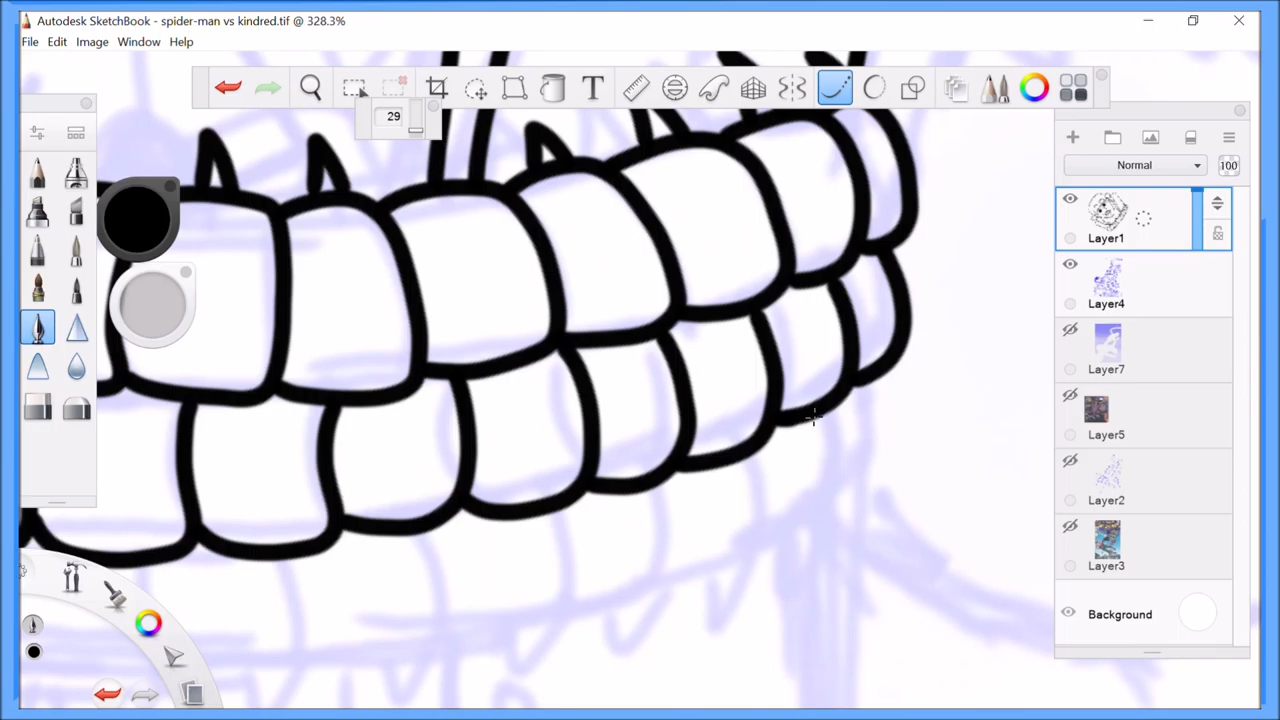 Autodesk SketchBook - spider-man vs kindred.tif @ 328.3%
File Edit Image Window Help
T
29
Normal 100
Layer1
Layer4
Layer7
Layer5
Layer2
Layer3
Background